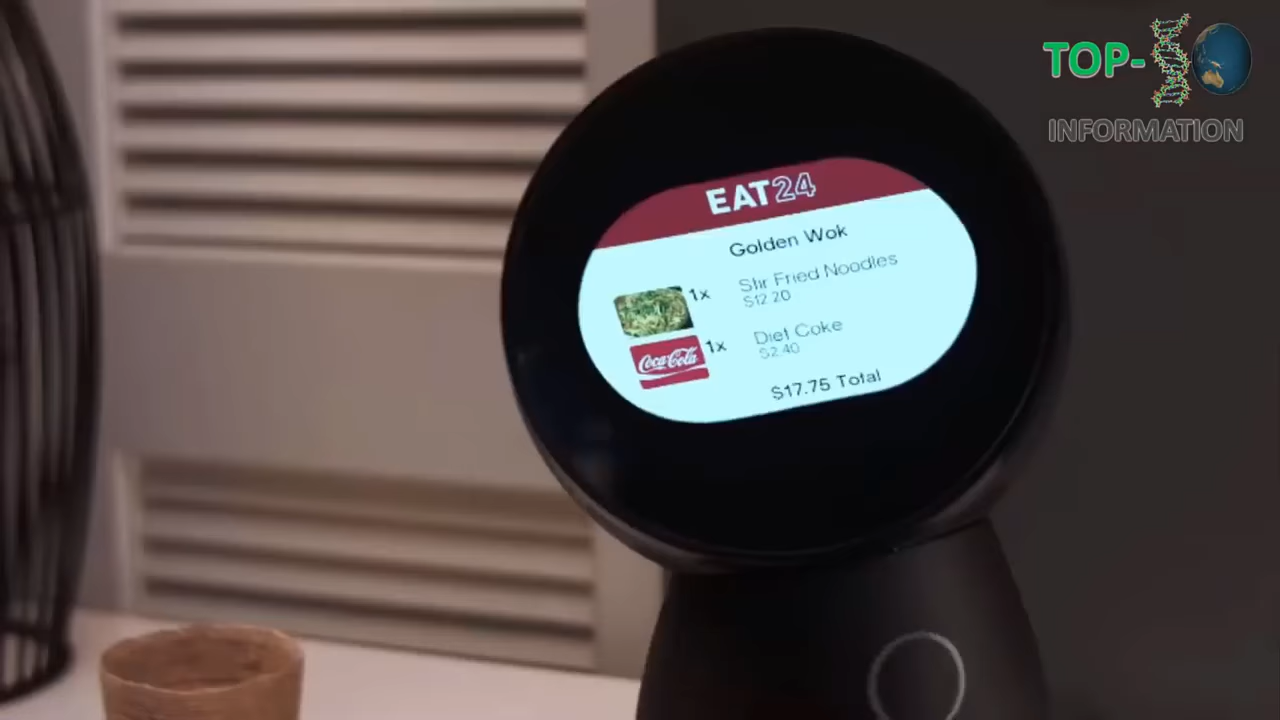 TOP-10
INFORMATION
EAT24
Golden Wok
1x Stir Fried Noodles
$12.20
Coca-Cola
1x Diet Coke
$2.40
$17.75 Total